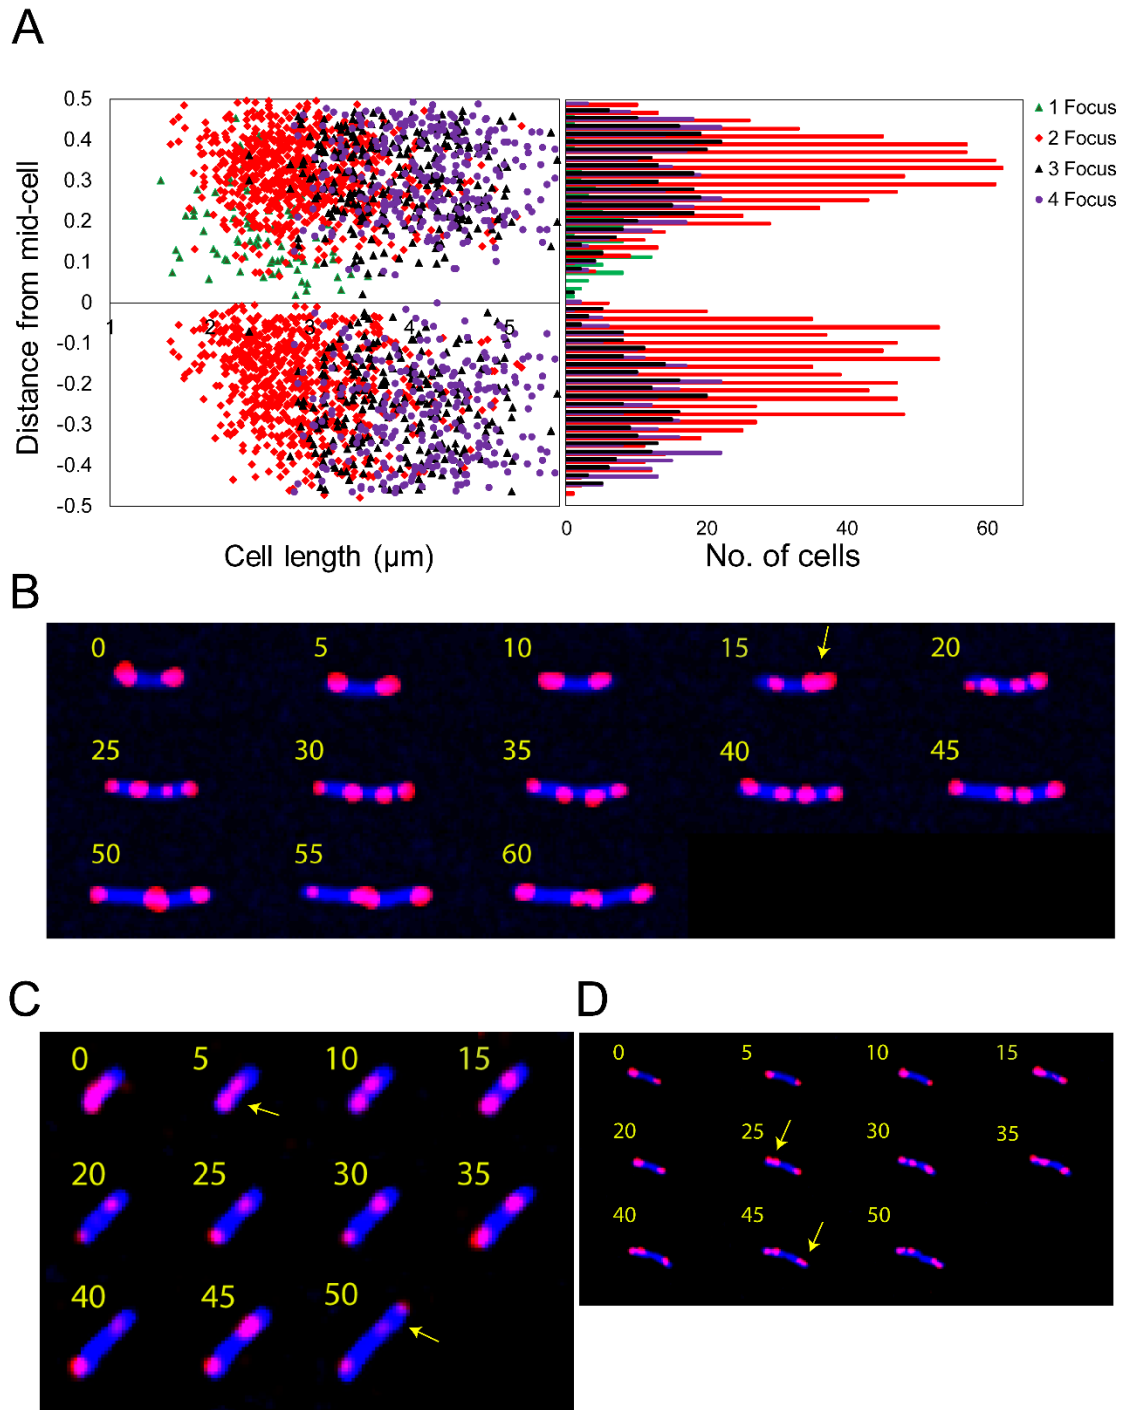 A
Distance from mid-cell
0.5
0.4
0.3
0.2
0.1
0
-0.1
-0.2
-0.3
-0.4
-0.5
1 2 3 4 5
Cell length (µm)
0 20 40 60
No. of cells
1 Focus
2 Focus
3 Focus
4 Focus
B
0 5 10 15 20
25 30 35 40 45
50 55 60
C
0 5 10 15
20 25 30 35
40 45 50
D
0 5 10 15
20 25 30 35
40 45 50